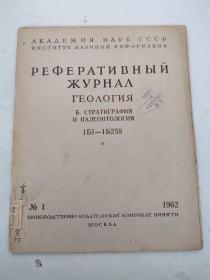 АКАДЕМИЯ НАУК СССР
ИНСТИТУТ НАУЧНОЙ ИНФОРМАЦИИ
РЕФЕРАТИВНЫЙ
ЖУРНАЛ
ГЕОЛОГИЯ
Б. СТРАТИГРАФИЯ
И ПАЛЕОНТОЛОГИЯ
1Б1—1Б258
№ 1
1962
ПРОИЗВОДСТВЕННО-ИЗДАТЕЛЬСКИЙ КОМБИНАТ ВИНИТИ
МОСКВА